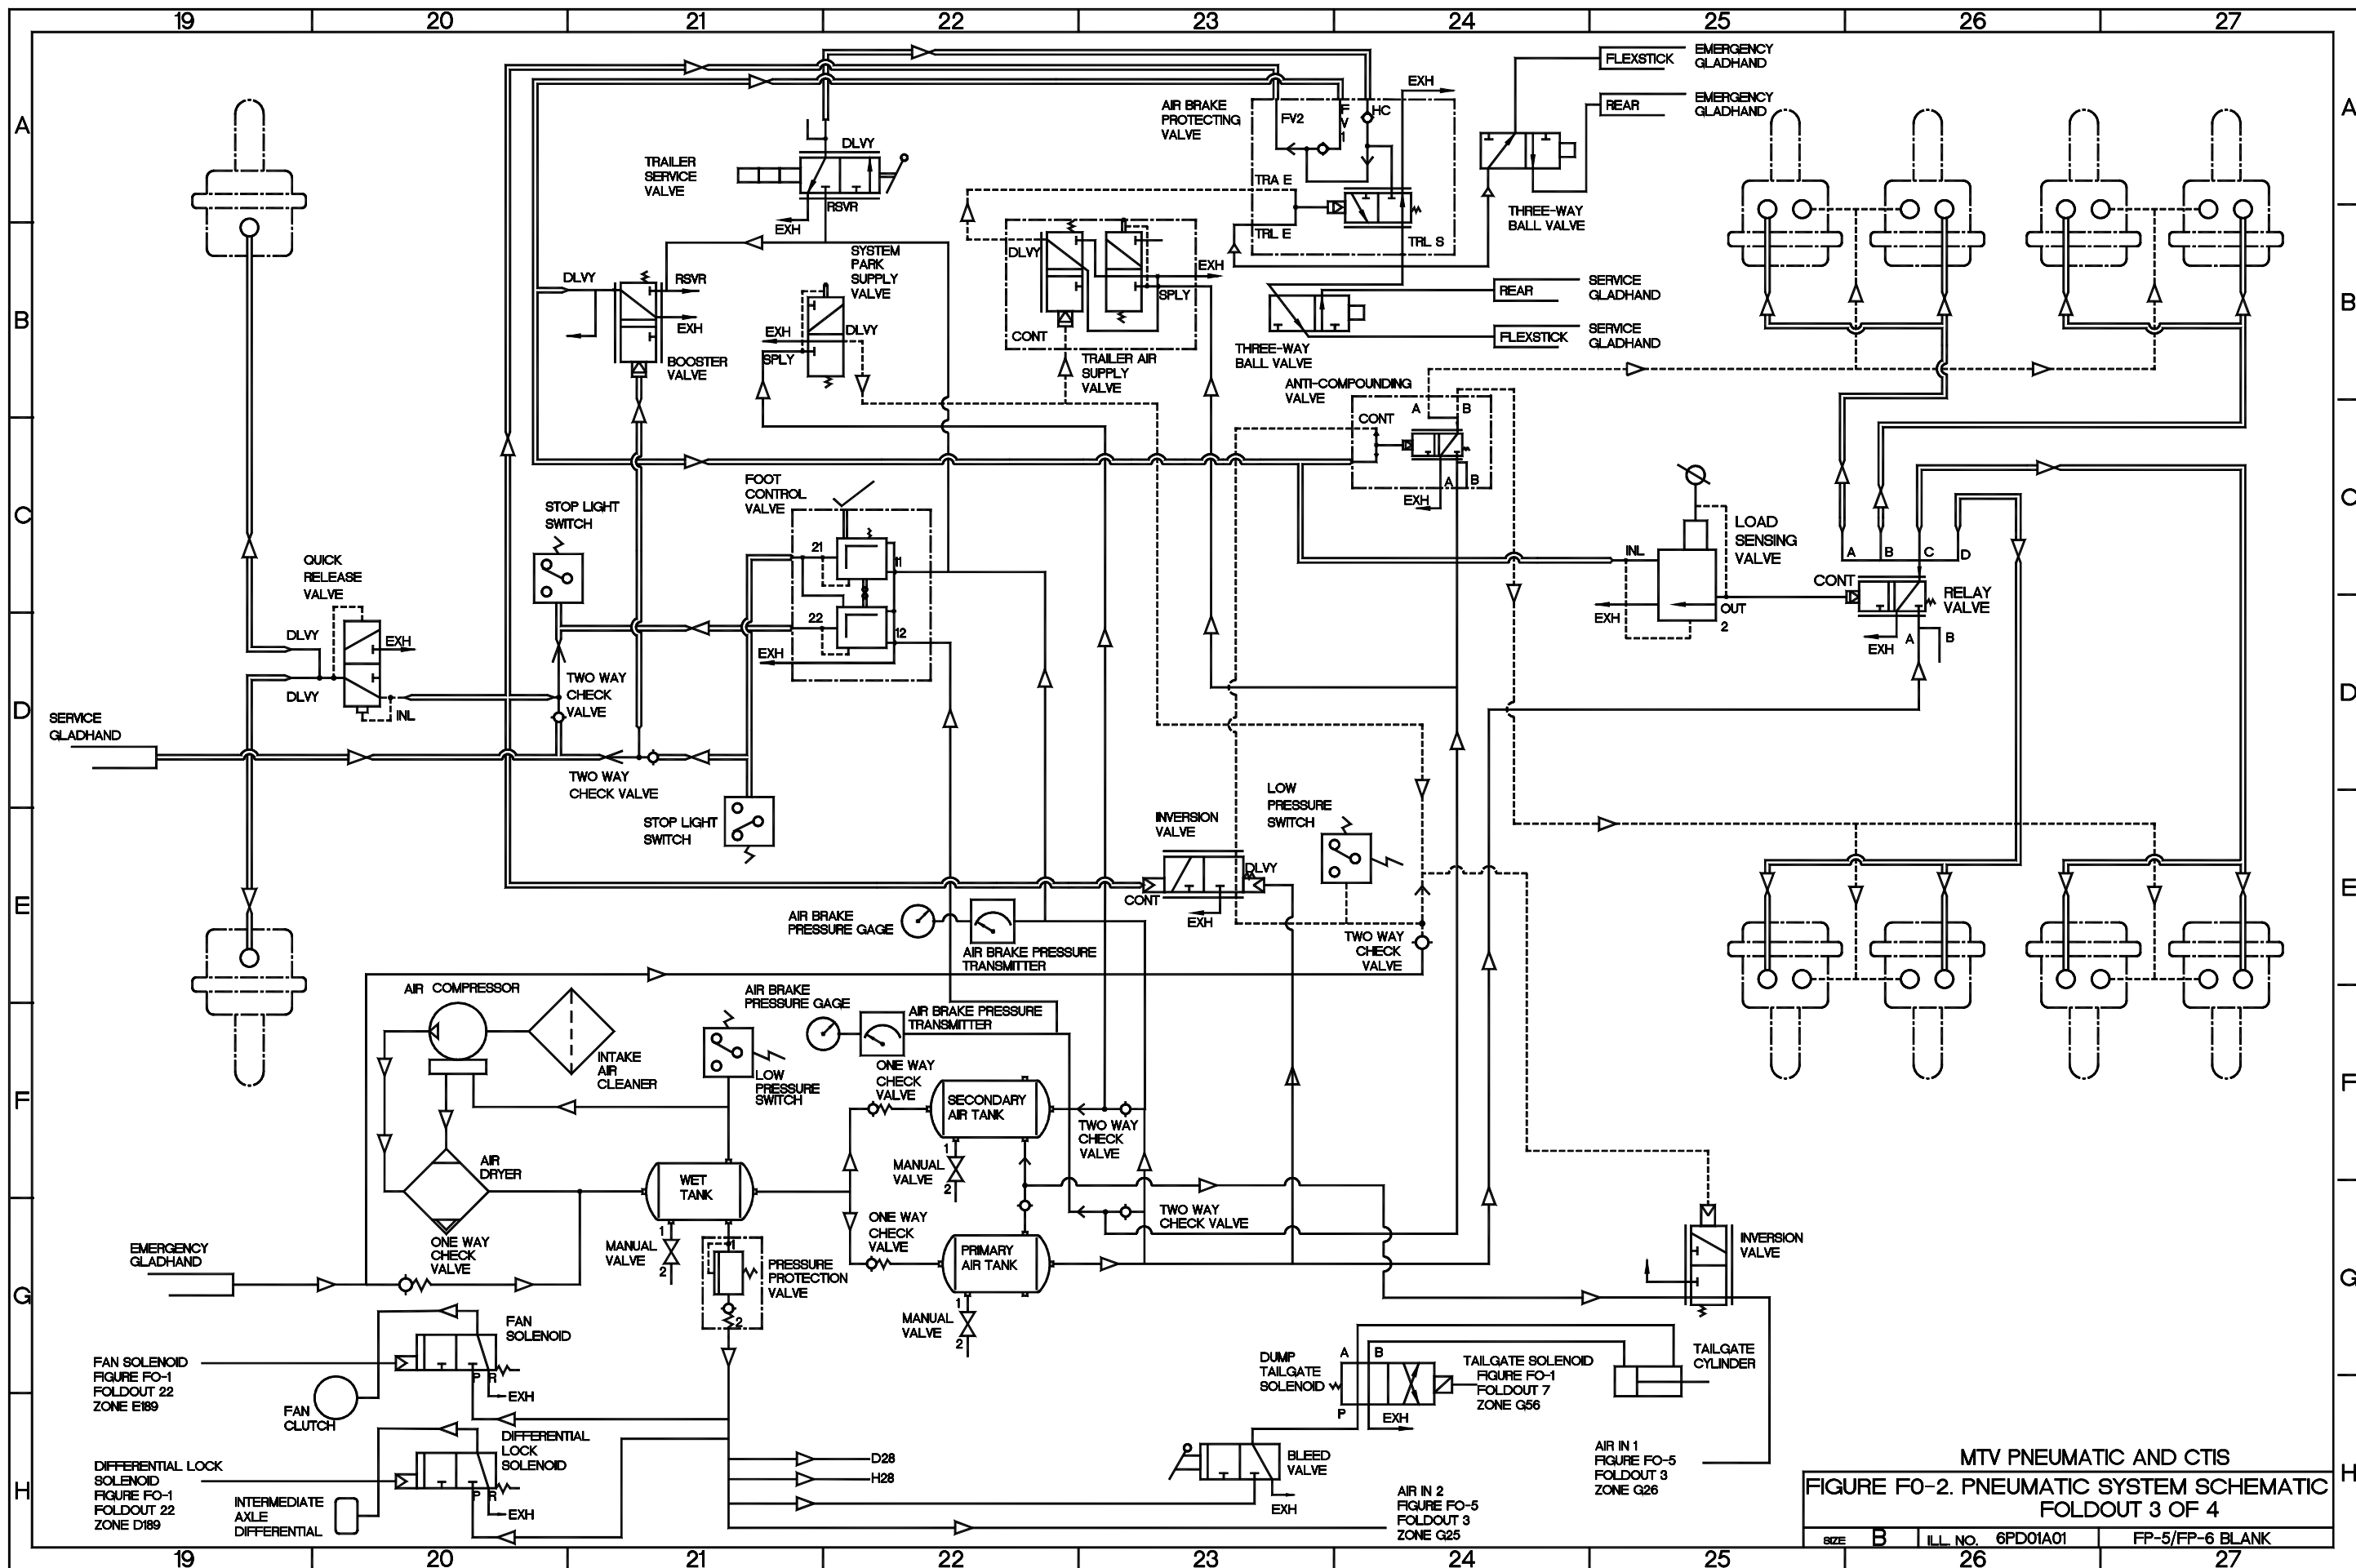 19 20 21 22 23 24 25 26 27
A
B
C
D
E
F
G
H
A
B
C
D
E
F
G
H
TRAILER
SERVICE
VALVE
DLVY
RSVR
EXH
AIR BRAKE
PROTECTING
VALVE
FV2
F
V
1
HC
EXH
TRA E
TRL E
TRL S
FLEXSTICK
EMERGENCY
GLADHAND
REAR
EMERGENCY
GLADHAND
THREE-WAY
BALL VALVE
DLVY
RSVR
EXH
BOOSTER
VALVE
SYSTEM
PARK
SUPPLY
VALVE
EXH
DLVY
SPLY
DLVY
CONT
EXH
SPLY
TRAILER AIR
SUPPLY
VALVE
REAR
SERVICE
GLADHAND
FLEXSTICK
SERVICE
GLADHAND
THREE-WAY
BALL VALVE
ANTI-COMPOUNDING
VALVE
CONT
A
B
A
B
EXH
FOOT
CONTROL
VALVE
21
11
22
12
EXH
STOP LIGHT
SWITCH
QUICK
RELEASE
VALVE
DLVY
EXH
DLVY
INL
TWO WAY
CHECK
VALVE
SERVICE
GLADHAND
TWO WAY
CHECK VALVE
STOP LIGHT
SWITCH
INL
LOAD
SENSING
VALVE
EXH
OUT
2
A
B
C
D
CONT
RELAY
VALVE
A
B
EXH
INVERSION
VALVE
DLVY
CONT
EXH
LOW
PRESSURE
SWITCH
TWO WAY
CHECK
VALVE
AIR BRAKE
PRESSURE GAGE
AIR BRAKE PRESSURE
TRANSMITTER
AIR COMPRESSOR
INTAKE
AIR
CLEANER
AIR BRAKE
PRESSURE GAGE
AIR BRAKE PRESSURE
TRANSMITTER
LOW
PRESSURE
SWITCH
ONE WAY
CHECK
VALVE
SECONDARY
AIR TANK
TWO WAY
CHECK
VALVE
MANUAL
VALVE
1
2
AIR
DRYER
WET
TANK
MANUAL
VALVE
1
2
ONE WAY
CHECK
VALVE
ONE WAY
CHECK
VALVE
PRIMARY
AIR TANK
TWO WAY
CHECK VALVE
MANUAL
VALVE
1
2
EMERGENCY
GLADHAND
1
2
PRESSURE
PROTECTION
VALVE
INVERSION
VALVE
FAN
SOLENOID
FAN SOLENOID
FIGURE FO-1
FOLDOUT 22
ZONE E189
P R
EXH
FAN
CLUTCH
DIFFERENTIAL
LOCK
SOLENOID
DIFFERENTIAL LOCK
SOLENOID
FIGURE FO-1
FOLDOUT 22
ZONE D189
P R
EXH
INTERMEDIATE
AXLE
DIFFERENTIAL
D28
H28
DUMP
TAILGATE
SOLENOID
A
B
P
EXH
TAILGATE SOLENOID
FIGURE FO-1
FOLDOUT 7
ZONE G56
TAILGATE
CYLINDER
BLEED
VALVE
EXH
AIR IN 2
FIGURE FO-5
FOLDOUT 3
ZONE G25
AIR IN 1
FIGURE FO-5
FOLDOUT 3
ZONE G26
MTV PNEUMATIC AND CTIS
FIGURE FO-2. PNEUMATIC SYSTEM SCHEMATIC
FOLDOUT 3 OF 4
SIZE B ILL. NO. 6PD01A01 FP-5/FP-6 BLANK
19 20 21 22 23 24 25 26 27